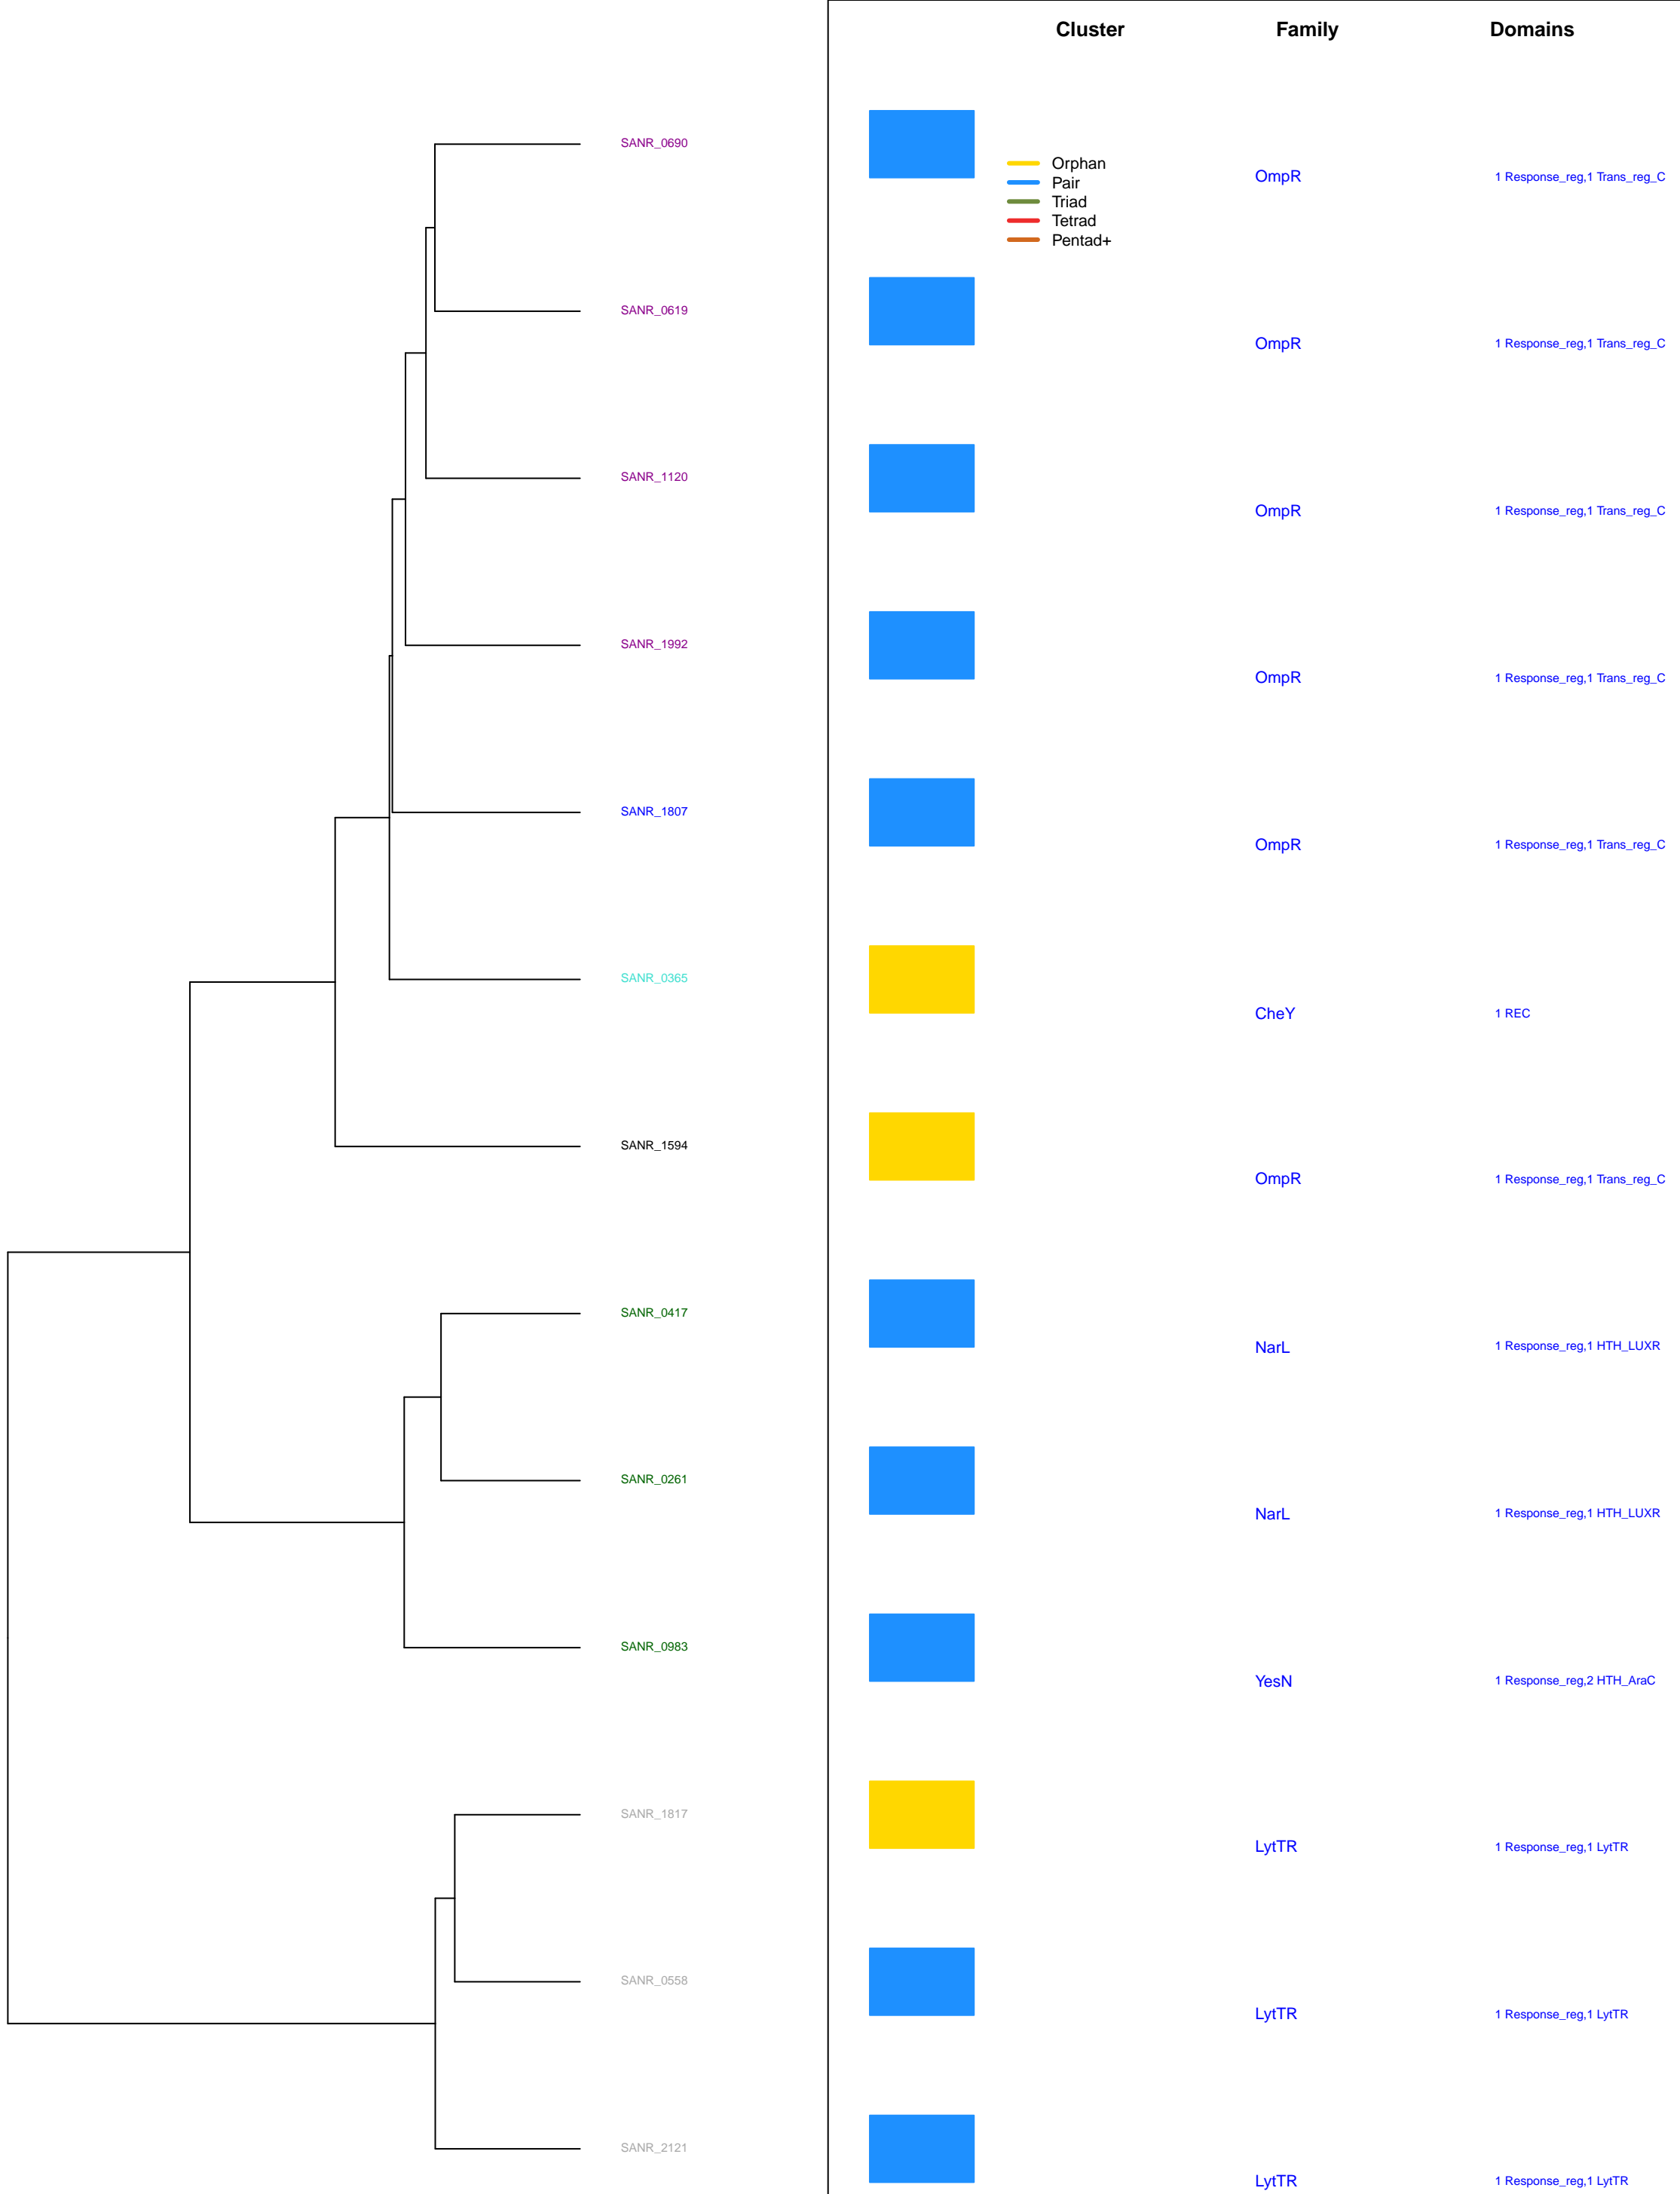 Cluster Family Domains
SANR_0690
Orphan
Pair
Triad
Tetrad
Pentad+
OmpR 1 Response_reg,1 Trans_reg_C
SANR_0619
OmpR 1 Response_reg,1 Trans_reg_C
SANR_1120
OmpR 1 Response_reg,1 Trans_reg_C
SANR_1992
OmpR 1 Response_reg,1 Trans_reg_C
SANR_1807
OmpR 1 Response_reg,1 Trans_reg_C
SANR_0365
CheY 1 REC
SANR_1594
OmpR 1 Response_reg,1 Trans_reg_C
SANR_0417
NarL 1 Response_reg,1 HTH_LUXR
SANR_0261
NarL 1 Response_reg,1 HTH_LUXR
SANR_0983
YesN 1 Response_reg,2 HTH_AraC
SANR_1817
LytTR 1 Response_reg,1 LytTR
SANR_0558
LytTR 1 Response_reg,1 LytTR
SANR_2121
LytTR 1 Response_reg,1 LytTR